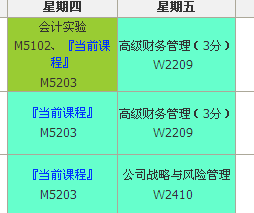 星期四
星期五
会计实验
M5102、『当前课
程』
M5203
高级财务管理（3分）
W2209
『当前课程』
M5203
高级财务管理（3分）
W2209
『当前课程』
M5203
公司战略与风险管理
W2410